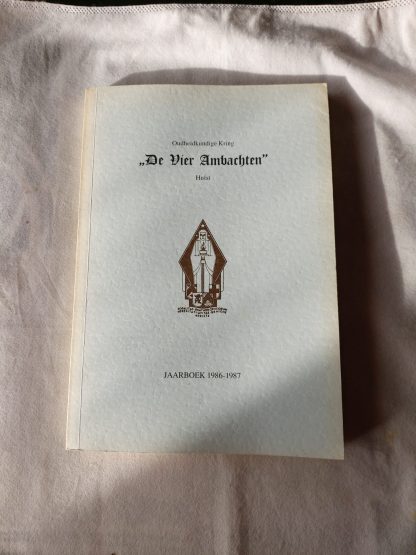 Oudheidkundige Kring
„De Vier Ambachten”
Hulst
JAARBOEK 1986-1987